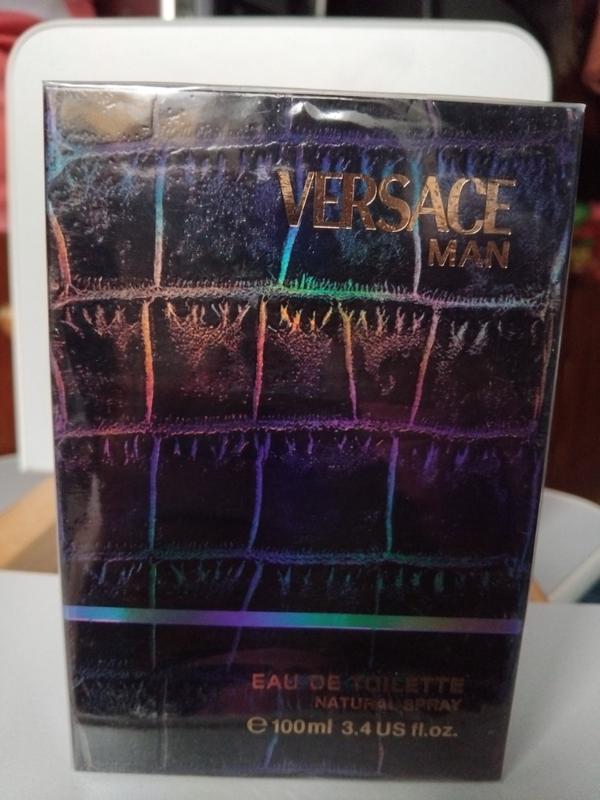 VERSACE
MAN
EAU DE TOILETTE
NATURAL SPRAY
℮ 100ml 3.4 US fl.oz.